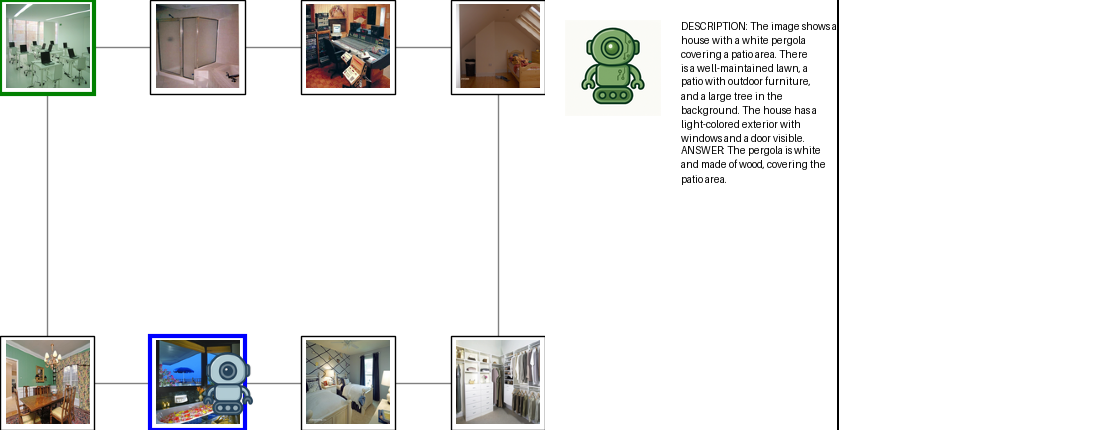 DESCRIPTION: The image shows a
house with a white pergola
covering a patio area. There
is a well-maintained lawn, a
patio with outdoor furniture,
and a large tree in the
background. The house has a
light-colored exterior with
windows and a door visible.
ANSWER: The pergola is white
and made of wood, covering the
patio area.